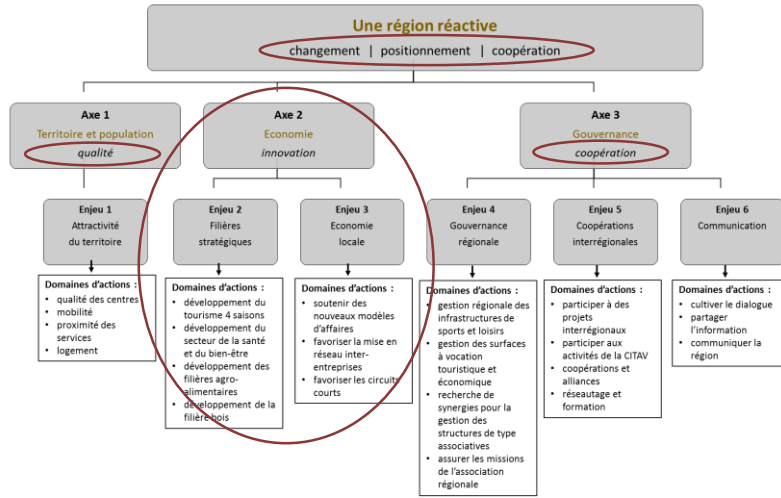 Une région réactive
changement | positionnement | coopération
Axe 1
Territoire et population
qualité
Axe 2
Economie
innovation
Axe 3
Gouvernance
coopération
Enjeu 1
Attractivité
du territoire
Enjeu 2
Filières
stratégiques
Enjeu 3
Economie
locale
Enjeu 4
Gouvernance
régionale
Enjeu 5
Coopérations
interrégionales
Enjeu 6
Communication
Domaines d'actions :
• qualité des centres
• mobilité
• proximité des
services
• logement
Domaines d'actions :
• développement du
tourisme 4 saisons
• développement du
secteur de la santé et
du bien-être
• développement des
filières agro-
alimentaires
• développement de la
filière bois
Domaines d'actions :
• soutenir des
nouveaux modèles
d'affaires
• favoriser la mise en
réseau inter-
entreprises
• favoriser les circuits
courts
Domaines d'actions :
• gestion régionale des
infrastructures de
sports et loisirs
• gestion des surfaces à
vocation
touristique et
économique
• recherche de
synergies pour la
gestion des
structures de type
associatives
• assurer les missions
de l'association
régionale
Domaines d'actions :
• participer à des
projets
interrégionaux
• participer aux
activités de la CITAV
• coopérations et
alliances
• réseautage et
formation
Domaines d'actions :
• cultiver le dialogue
• partager
l'information
• communiquer la
région